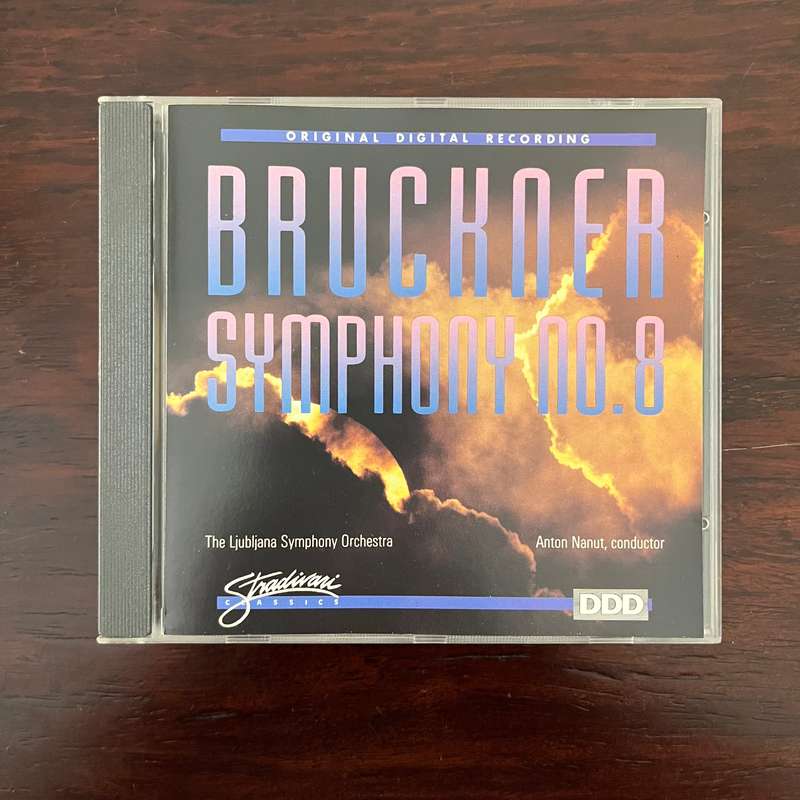 ORIGINAL DIGITAL RECORDING
BRUCKNER
SYMPHONY NO.8
The Ljubljana Symphony Orchestra
Anton Nanut, conductor
Stradivari
CLASSICS
DDD